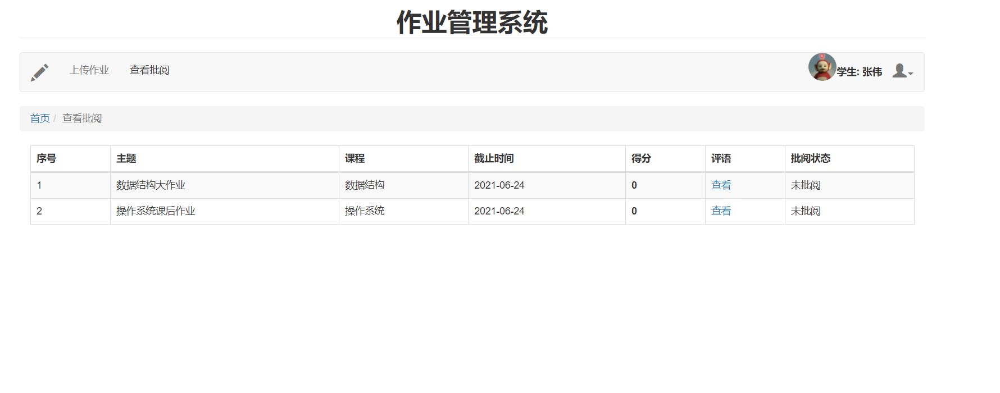 作业管理系统
上传作业 查看批阅 学生: 张伟
首页 / 查看批阅
序号 主题 课程 截止时间 得分 评语 批阅状态
1 数据结构大作业 数据结构 2021-06-24 0 查看 未批阅
2 操作系统课后作业 操作系统 2021-06-24 0 查看 未批阅